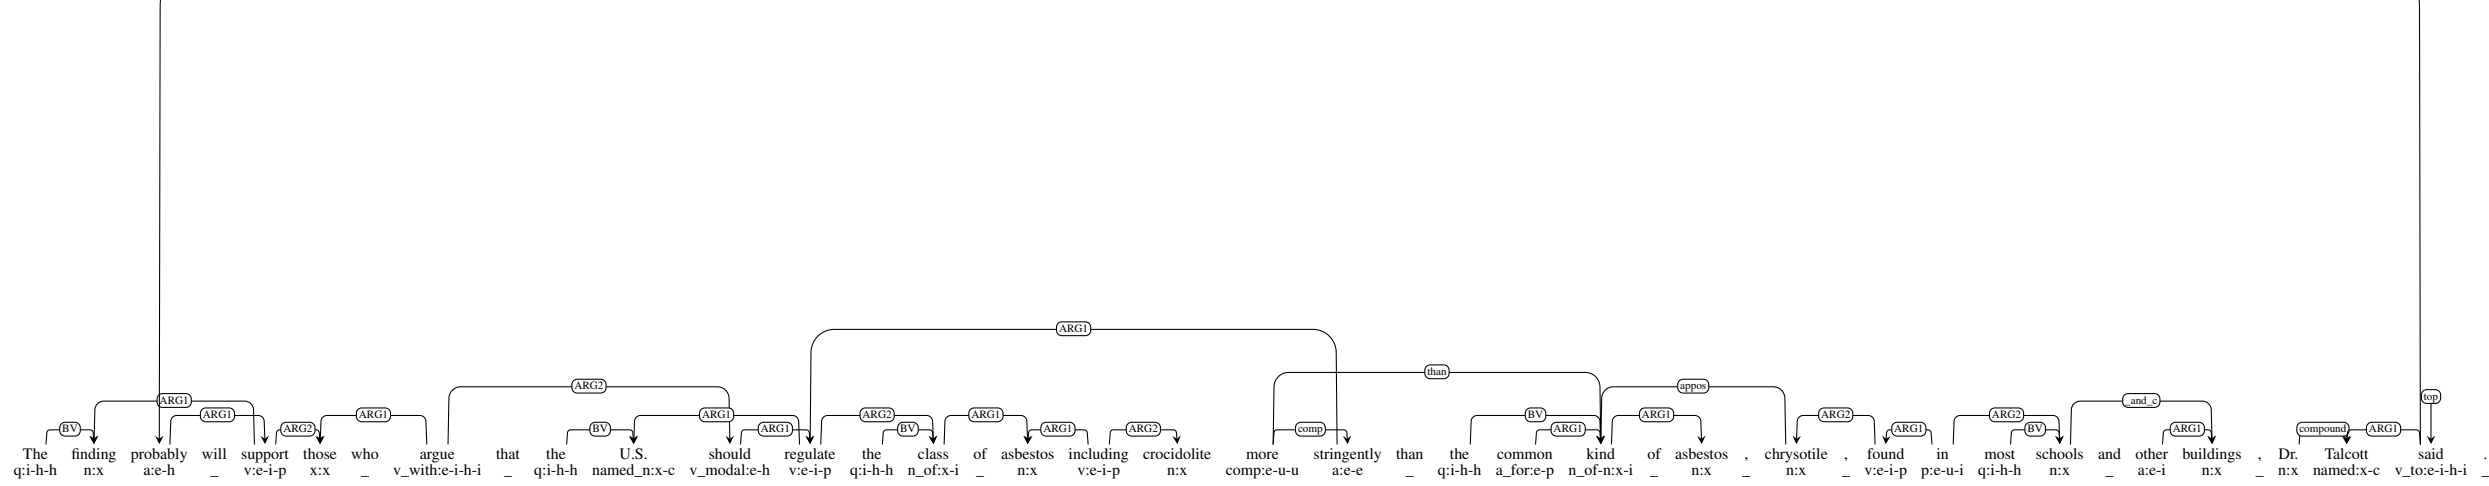 ARG1
than
ARG2 appos
top
ARG1 _and_c
ARG1 ARG1 ARG1 ARG2 ARG1 BV ARG1 ARG2 ARG2
BV ARG2 BV ARG1 BV ARG1 ARG2 comp ARG1 ARG1 BV ARG1 compound ARG1
The finding probably will support those who argue that the U.S. should regulate the class of asbestos including crocidolite more stringently than the common kind of asbestos , chrysotile , found in most schools and other buildings , Dr. Talcott said .
q:i-h-h n:x a:e-h _ v:e-i-p x:x _ v_with:e-i-h-i _ q:i-h-h named_n:x-c v_modal:e-h v:e-i-p q:i-h-h n_of:x-i _ n:x v:e-i-p n:x comp:e-u-u a:e-e _ q:i-h-h a_for:e-p n_of-n:x-i _ n:x _ n:x _ v:e-i-p p:e-u-i q:i-h-h n:x _ a:e-i n:x _ n:x named:x-c v_to:e-i-h-i _